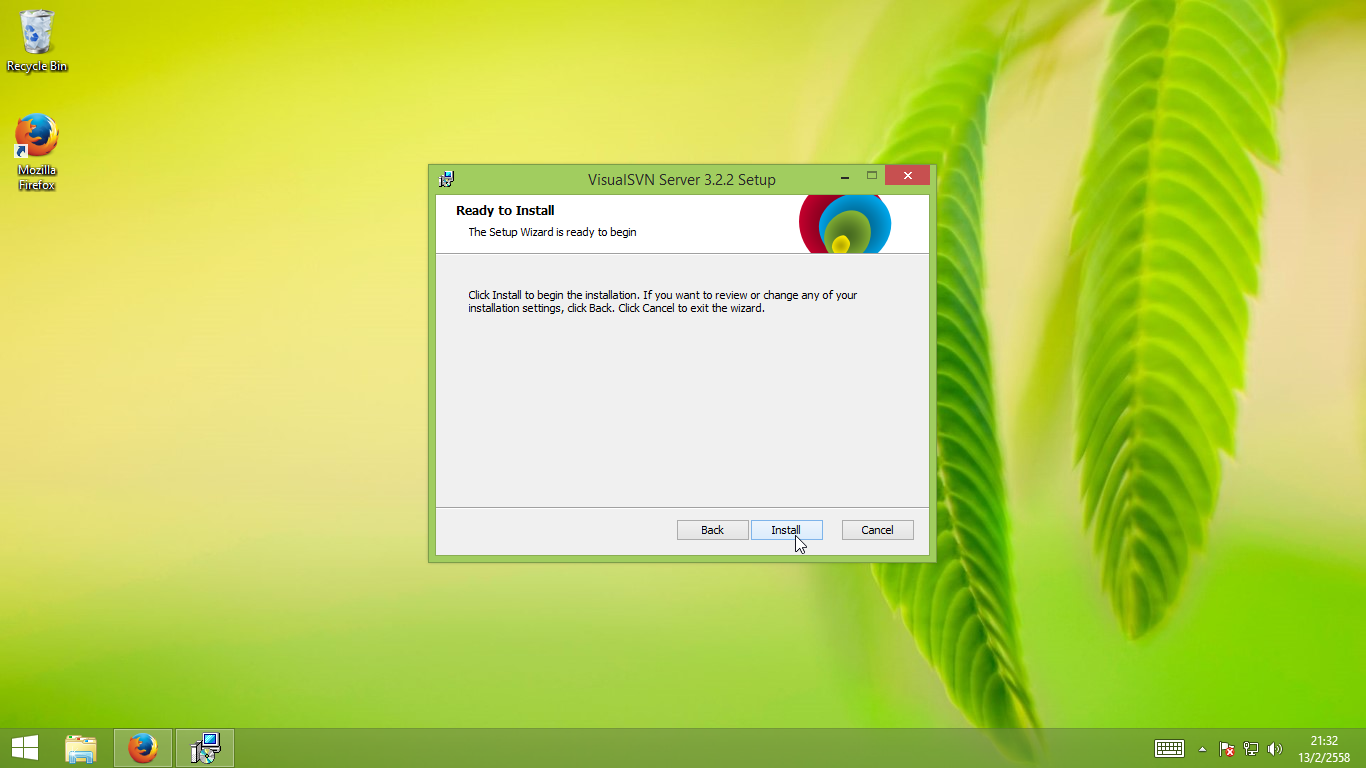 Recycle Bin
Mozilla
Firefox
VisualSVN Server 3.2.2 Setup
Ready to Install
The Setup Wizard is ready to begin
Click Install to begin the installation. If you want to review or change any of your
installation settings, click Back. Click Cancel to exit the wizard.
Back
Install
Cancel
21:32
13/2/2558